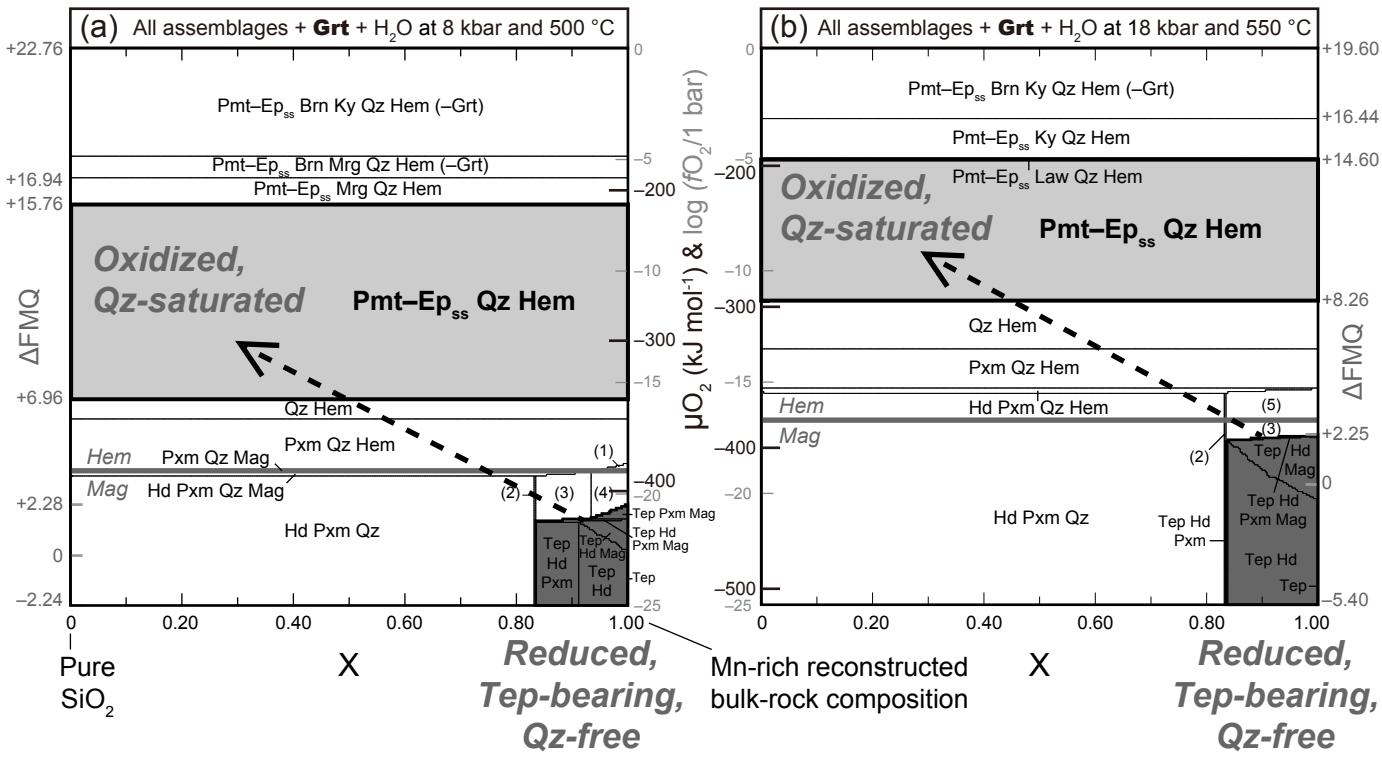 (a) All assemblages + Grt + H2O at 8 kbar and 500 °C
+22.76
Pmt–Epss Brn Ky Qz Hem (–Grt)
Pmt–Epss Brn Mrg Qz Hem (–Grt)
+16.94
Pmt–Epss Mrg Qz Hem
+15.76
Oxidized,
Qz-saturated
Pmt–Epss Qz Hem
ΔFMQ
+6.96
Qz Hem
Pxm Qz Hem
Hem
Pxm Qz Mag
(1)
Mag
Hd Pxm Qz Mag
(2)
(3)
(4)
+2.28
Hd Pxm Qz
Tep Pxm Mag
Tep Hd
Pxm Mag
0
Tep
Hd
Pxm
Tep
Hd Mag
Tep
Hd
Tep
–2.24
0
0.20
0.40
0.60
0.80
1.00
Pure
SiO2
X
Reduced,
Tep-bearing,
Qz-free
0
–5
–200
–10
–300
–15
–400
–20
–25
μO2 (kJ mol-1) & log (fO2/1 bar)
Mn-rich reconstructed
bulk-rock composition
(b) All assemblages + Grt + H2O at 18 kbar and 550 °C
0
+19.60
Pmt–Epss Brn Ky Qz Hem (–Grt)
+16.44
Pmt–Epss Ky Qz Hem
–5
+14.60
–200
Pmt–Epss Law Qz Hem
Oxidized,
Qz-saturated
Pmt–Epss Qz Hem
–10
–300
+8.26
Qz Hem
Pxm Qz Hem
–15
ΔFMQ
Hem
Hd Pxm Qz Hem
(5)
Mag
(3)
+2.25
–400
(2)
Tep
Hd
Mag
–20
0
Hd Pxm Qz
Tep Hd
Pxm Mag
Tep Hd
Pxm
Tep Hd
Tep
–500
–25
–5.40
0
0.20
0.40
0.60
0.80
1.00
X
Reduced,
Tep-bearing,
Qz-free